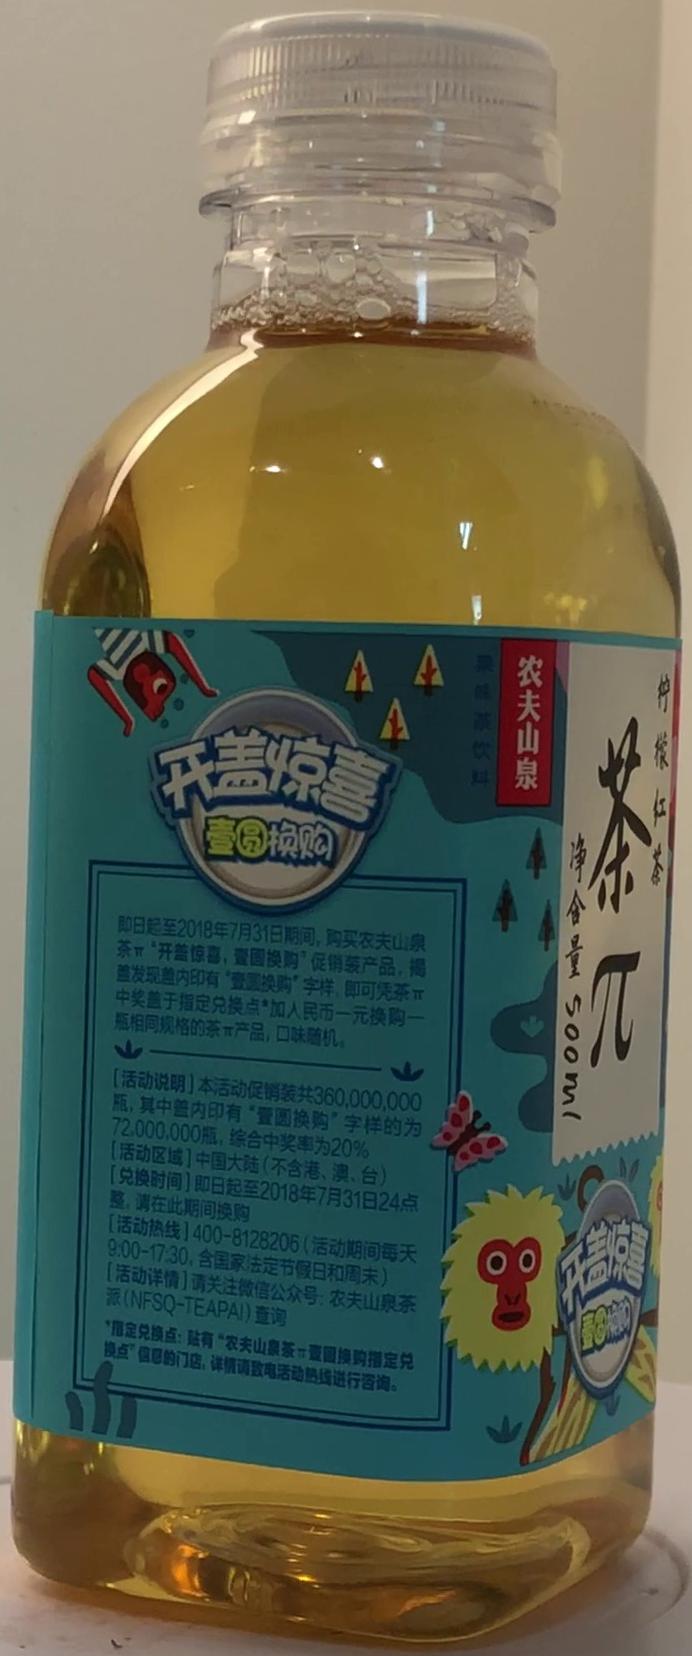 开盖惊喜
壹圆换购
即日起至2018年7月31日期间，购买农夫山泉
茶π“开盖惊喜，壹圆换购”促销装产品，揭
盖发现盖内印有“壹圆换购”字样，即可凭茶π
中奖盖于指定兑换点*加人民币一元换购一
瓶相同规格的茶π产品，口味随机。
[活动说明]本活动促销装共360,000,000
瓶，其中盖内印有“壹圆换购”字样的为
72,000,000瓶，综合中奖率为20%
[活动区域]中国大陆（不含港、澳、台）
[兑换时间]即日起至2018年7月31日24点
整，请在此期间换购
[活动热线]400-8128206（活动期间每天
9:00-17:30，含国家法定节假日和周末）
[活动详情]请关注微信公众号：农夫山泉茶
派（NFSQ-TEAPAI）查询
*指定兑换点：贴有“农夫山泉茶π壹圆换购指定兑
换点”信息的门店，详情请致电活动热线进行咨询。
果味茶饮料
农夫山泉
柠檬红茶
茶π
净含量500ml
开盖惊喜
壹圆换购